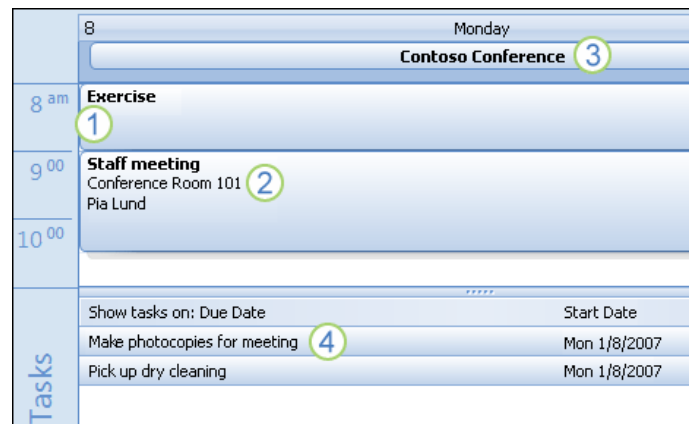 8 Monday
Contoso Conference 3
8 am Exercise
1
9 00 Staff meeting
Conference Room 101 2
Pia Lund
10 00
Tasks
Show tasks on: Due Date Start Date
Make photocopies for meeting 4 Mon 1/8/2007
Pick up dry cleaning Mon 1/8/2007